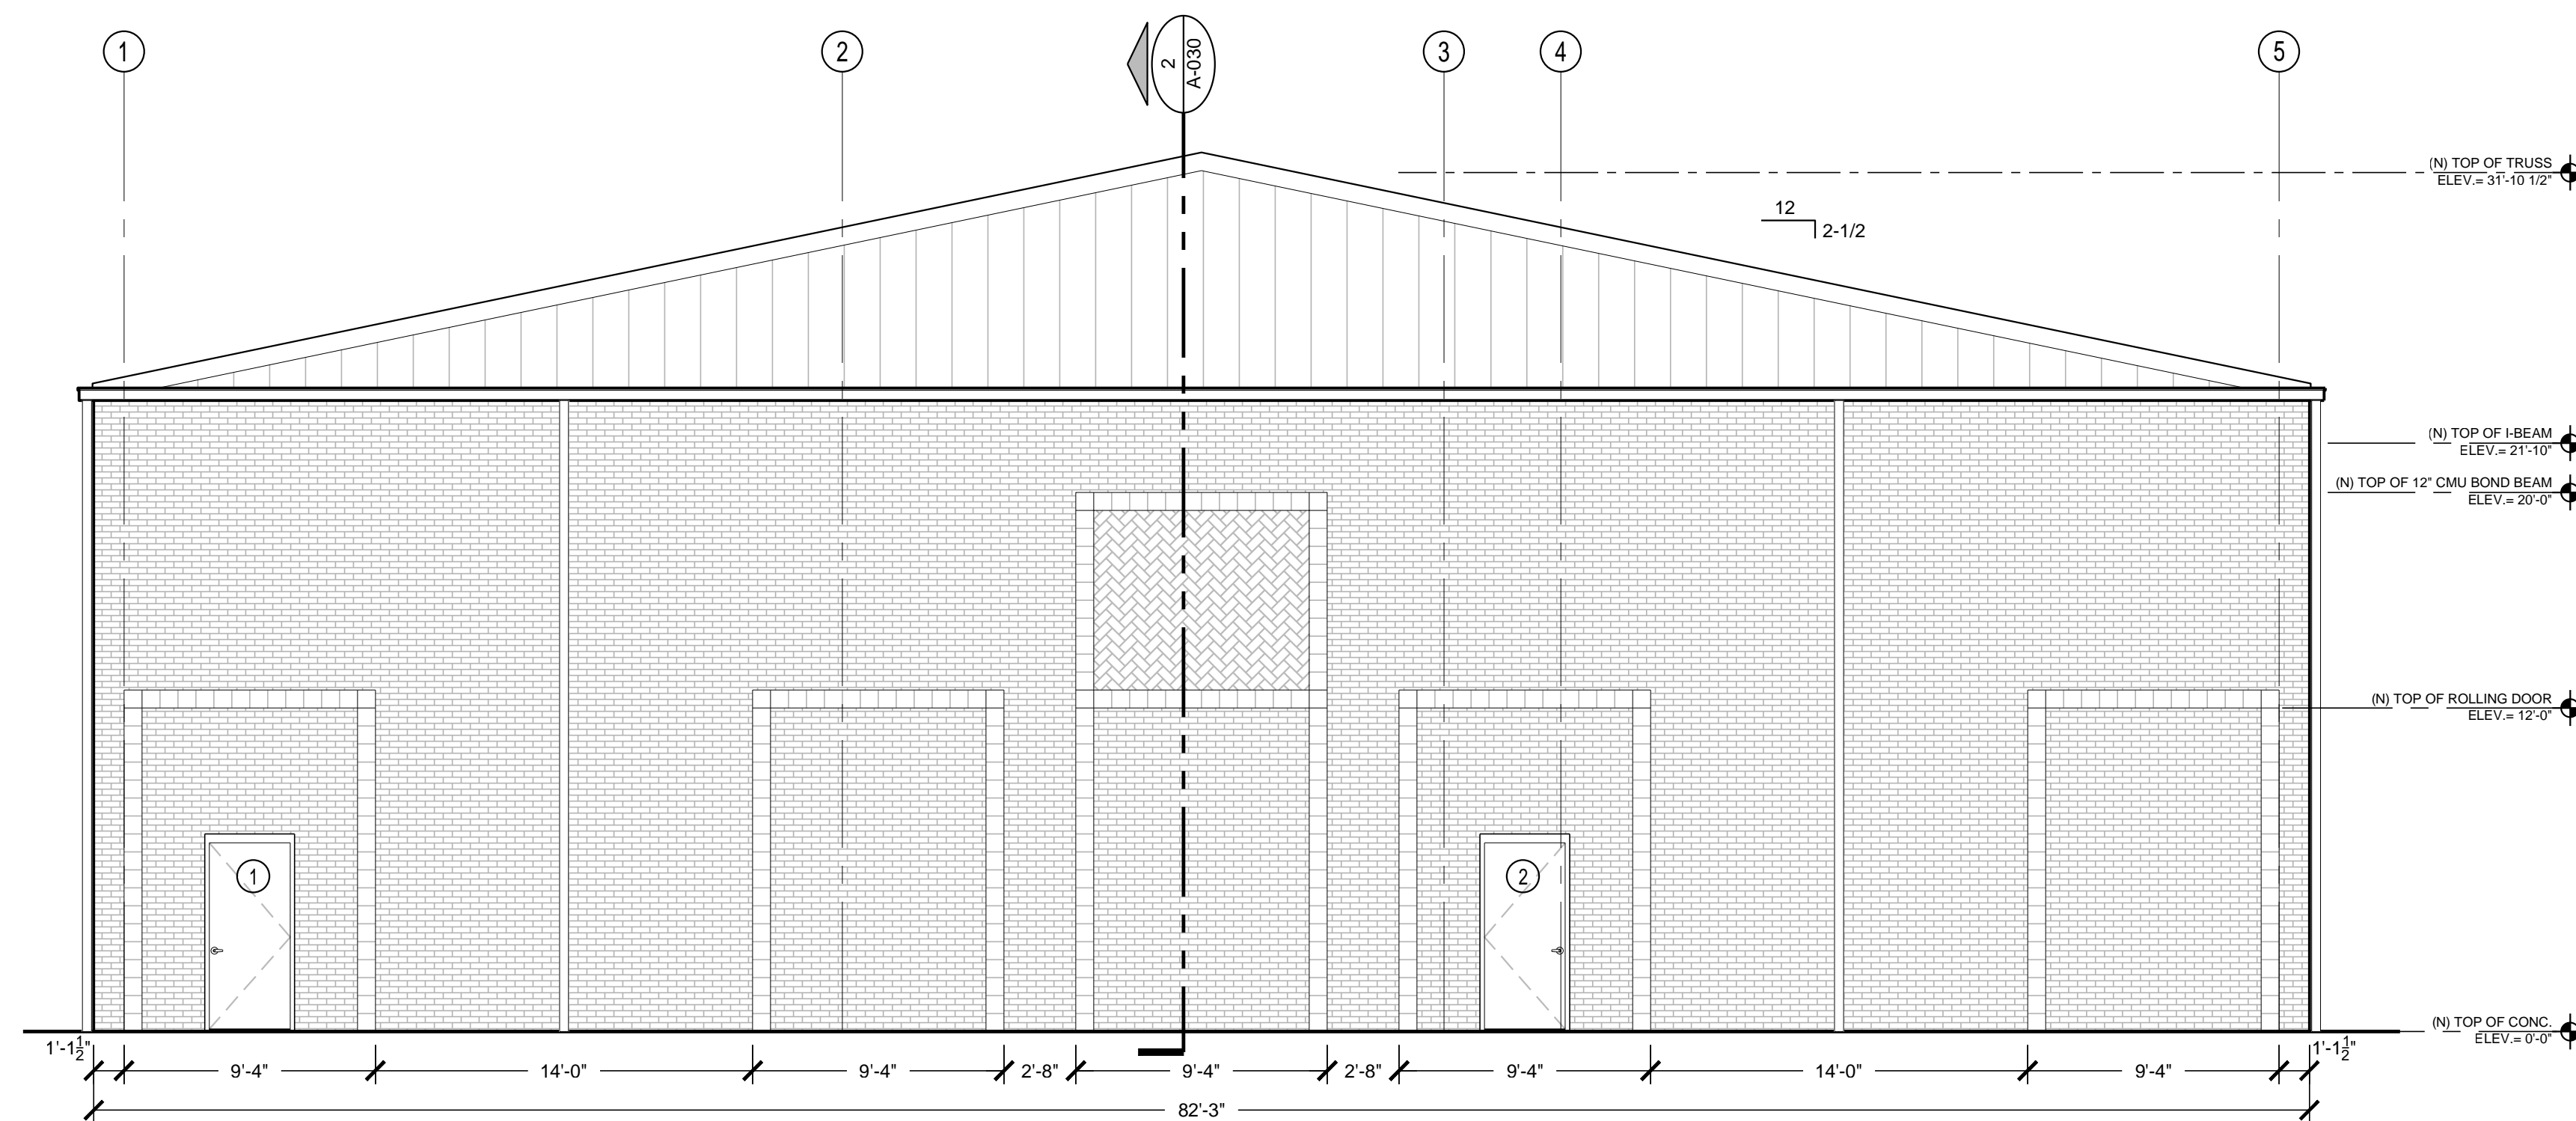 1
2
2
A-030
3
4
5
(N) TOP OF TRUSS
ELEV.= 31'-10 1/2"
12
2-1/2
(N) TOP OF I-BEAM
ELEV.= 21'-10"
(N) TOP OF 12" CMU BOND BEAM
ELEV.= 20'-0"
(N) TOP OF ROLLING DOOR
ELEV.= 12'-0"
1
2
(N) TOP OF CONC.
ELEV.= 0'-0"
1'-1 1/2"
9'-4"
14'-0"
9'-4"
2'-8"
9'-4"
2'-8"
9'-4"
14'-0"
9'-4"
1'-1 1/2"
82'-3"